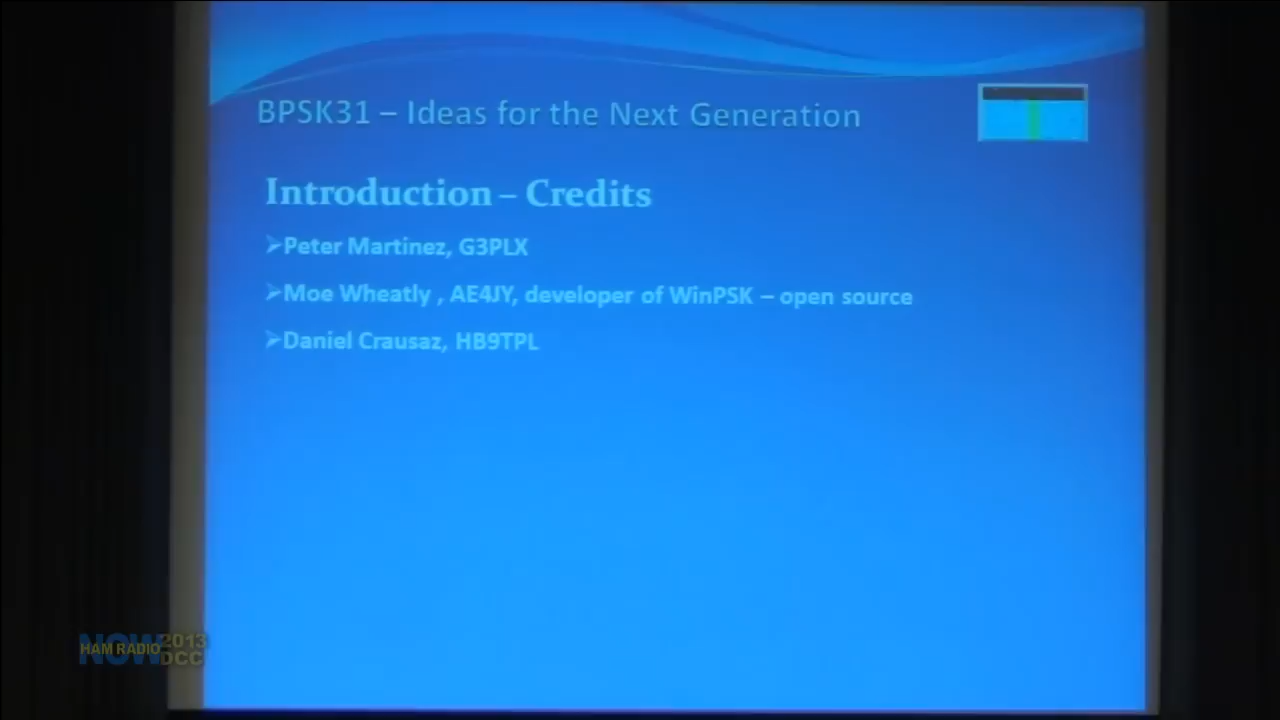 BPSK31 – Ideas for the Next Generation
Introduction – Credits
➢Peter Martinez, G3PLX
➢Moe Wheatly , AE4JY, developer of WinPSK – open source
➢Daniel Crausaz, HB9TPL
NOW
HAM RADIO
2013
DCC